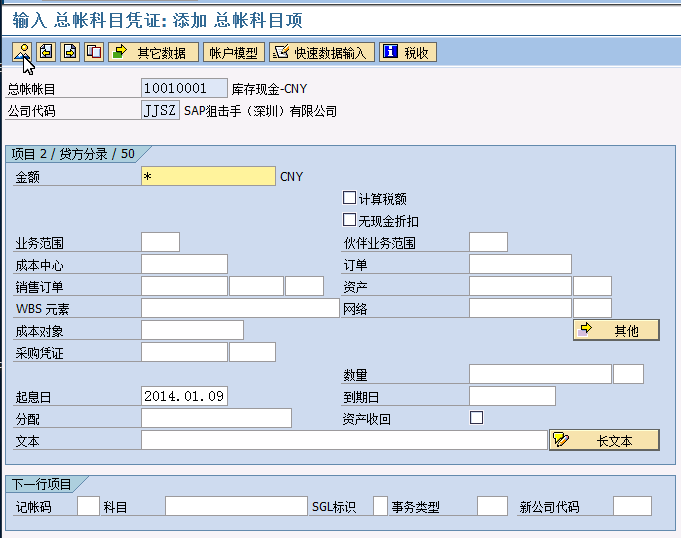 输入 总帐科目凭证: 添加 总帐科目项
其它数据 帐户模型 快速数据输入 税收
总帐帐目 10010001 库存现金-CNY
公司代码 JJSZ SAP狙击手（深圳）有限公司
项目 2 / 贷方分录 / 50
金额 * CNY
计算税额
无现金折扣
业务范围 伙伴业务范围
成本中心 订单
销售订单 资产
WBS 元素 网络
成本对象 其他
采购凭证
数量
起息日 2014.01.09 到期日
分配 资产收回
文本 长文本
下一行项目
记帐码 科目 SGL标识 事务类型 新公司代码